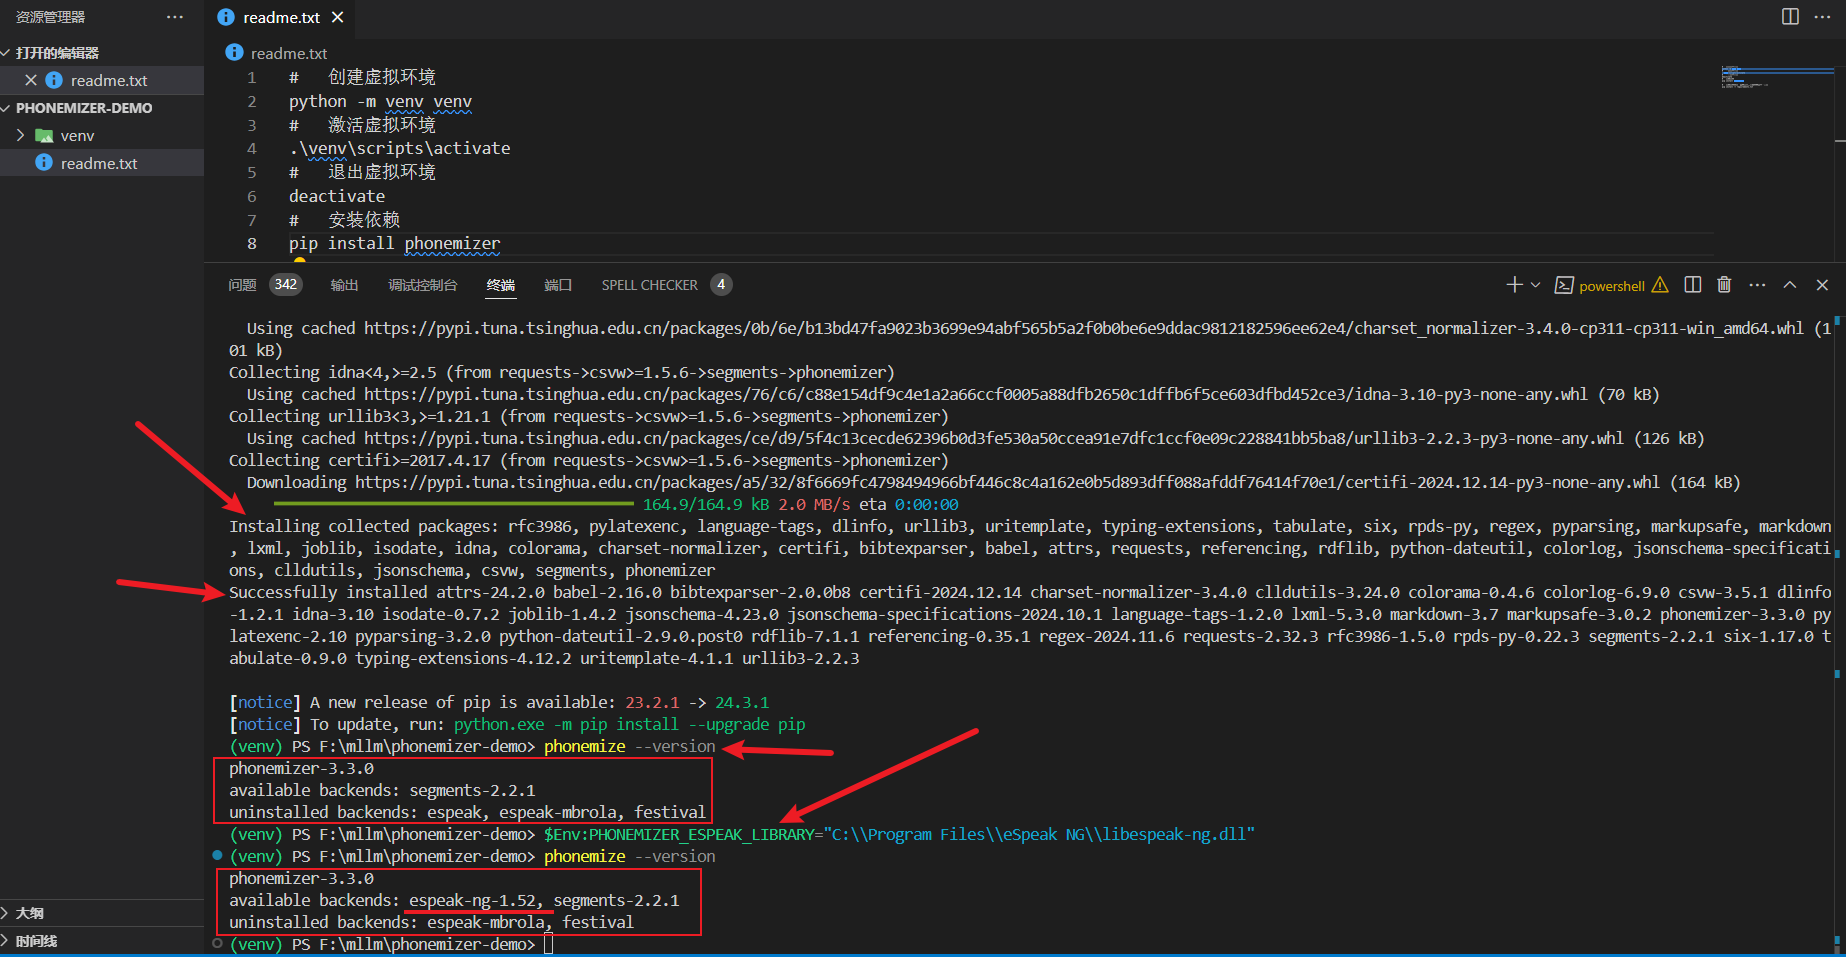 资源管理器
打开的编辑器
readme.txt
PHONEMIZER-DEMO
venv
readme.txt
大纲
时间线
readme.txt
readme.txt
1 # 创建虚拟环境
2 python -m venv venv
3 # 激活虚拟环境
4 .\venv\scripts\activate
5 # 退出虚拟环境
6 deactivate
7 # 安装依赖
8 pip install phonemizer
问题 342 输出 调试控制台 终端 端口 SPELL CHECKER 4 powershell
Using cached https://pypi.tuna.tsinghua.edu.cn/packages/0b/6e/b13bd47fa9023b3699e94abf565b5a2f0b0be6e9ddac9812182596ee62e4/charset_normalizer-3.4.0-cp311-cp311-win_amd64.whl (1
01 kB)
Collecting idna<4,>=2.5 (from requests->csvw>=1.5.6->segments->phonemizer)
Using cached https://pypi.tuna.tsinghua.edu.cn/packages/76/c6/c88e154df9c4e1a2a66ccf0005a88dfb2650c1dffb6f5ce603dfbd452ce3/idna-3.10-py3-none-any.whl (70 kB)
Collecting urllib3<3,>=1.21.1 (from requests->csvw>=1.5.6->segments->phonemizer)
Using cached https://pypi.tuna.tsinghua.edu.cn/packages/ce/d9/5f4c13cecde62396b0d3fe530a50ccea91e7dfc1ccf0e09c228841bb5ba8/urllib3-2.2.3-py3-none-any.whl (126 kB)
Collecting certifi>=2017.4.17 (from requests->csvw>=1.5.6->segments->phonemizer)
Downloading https://pypi.tuna.tsinghua.edu.cn/packages/a5/32/8f6669fc4798494966bf446c8c4a162e0b5d893dff088afddf76414f70e1/certifi-2024.12.14-py3-none-any.whl (164 kB)
164.9/164.9 kB 2.0 MB/s eta 0:00:00
Installing collected packages: rfc3986, pylatexenc, language-tags, dlinfo, urllib3, uritemplate, typing-extensions, tabulate, six, rpds-py, regex, pyparsing, markupsafe, markdown
, lxml, joblib, isodate, idna, colorama, charset-normalizer, certifi, bibtexparser, babel, attrs, requests, referencing, rdflib, python-dateutil, colorlog, jsonschema-specificati
ons, clldutils, jsonschema, csvw, segments, phonemizer
Successfully installed attrs-24.2.0 babel-2.16.0 bibtexparser-2.0.0b8 certifi-2024.12.14 charset-normalizer-3.4.0 clldutils-3.24.0 colorama-0.4.6 colorlog-6.9.0 csvw-3.5.1 dlinfo
-1.2.1 idna-3.10 isodate-0.7.2 joblib-1.4.2 jsonschema-4.23.0 jsonschema-specifications-2024.10.1 language-tags-1.2.0 lxml-5.3.0 markdown-3.7 markupsafe-3.0.2 phonemizer-3.3.0 py
latexenc-2.10 pyparsing-3.2.0 python-dateutil-2.9.0.post0 rdflib-7.1.1 referencing-0.35.1 regex-2024.11.6 requests-2.32.3 rfc3986-1.5.0 rpds-py-0.22.3 segments-2.2.1 six-1.17.0 t
abulate-0.9.0 typing-extensions-4.12.2 uritemplate-4.1.1 urllib3-2.2.3
[notice] A new release of pip is available: 23.2.1 -> 24.3.1
[notice] To update, run: python.exe -m pip install --upgrade pip
(venv) PS F:\mllm\phonemizer-demo> phonemize --version
phonemizer-3.3.0
available backends: segments-2.2.1
uninstalled backends: espeak, espeak-mbrola, festival
(venv) PS F:\mllm\phonemizer-demo> $Env:PHONEMIZER_ESPEAK_LIBRARY="C:\\Program Files\\eSpeak NG\\libespeak-ng.dll"
(venv) PS F:\mllm\phonemizer-demo> phonemize --version
phonemizer-3.3.0
available backends: espeak-ng-1.52, segments-2.2.1
uninstalled backends: espeak-mbrola, festival
(venv) PS F:\mllm\phonemizer-demo>